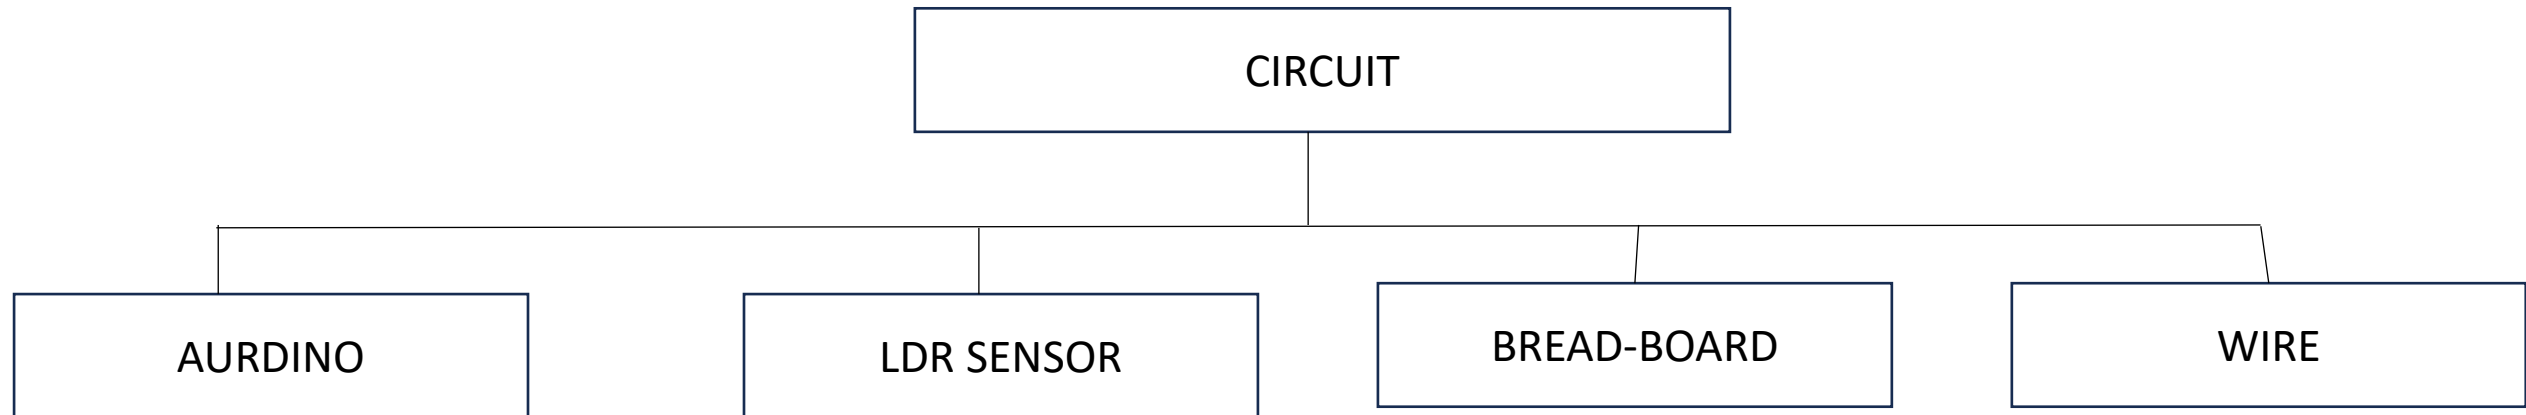 CIRCUIT
AURDINO
LDR SENSOR
BREAD-BOARD
WIRE